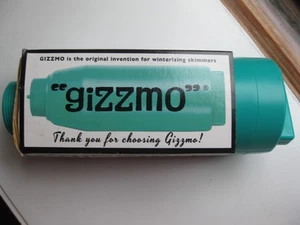 GIZZMO is the original invention for winterizing skimmers
"gizzmo"®
Thank you for choosing Gizzmo!